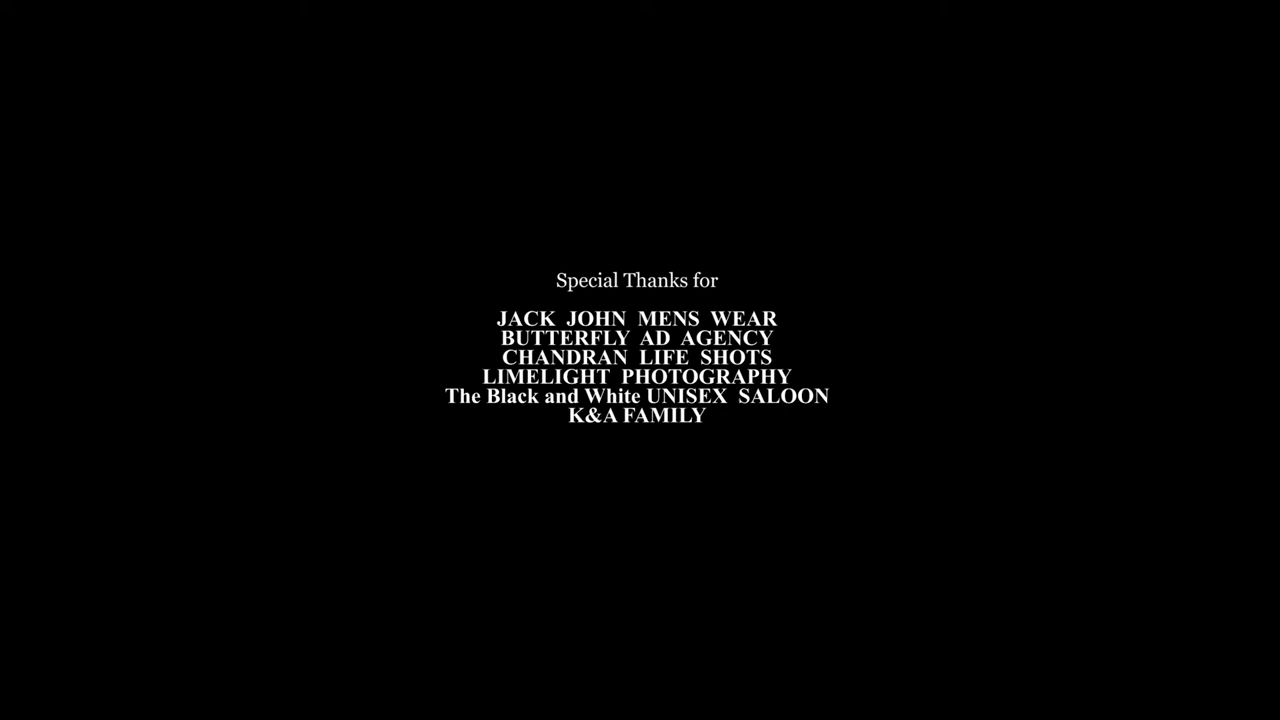 Special Thanks for
JACK JOHN MENS WEAR
BUTTERFLY AD AGENCY
CHANDRAN LIFE SHOTS
LIMELIGHT PHOTOGRAPHY
The Black and White UNISEX SALOON
K&A FAMILY